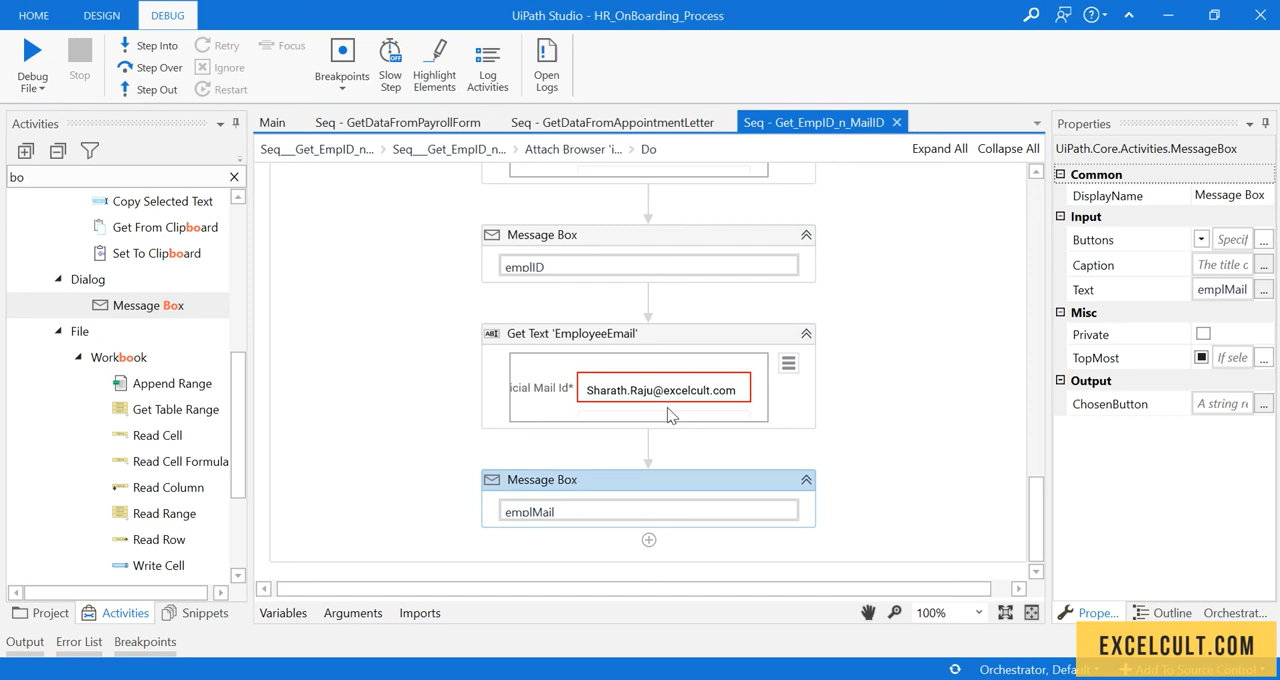 HOME DESIGN DEBUG UiPath Studio - HR_OnBoarding_Process
Debug File Stop
Step Into Retry Focus
Step Over Ignore
Step Out Restart
Breakpoints Slow Step Highlight Elements Log Activities Open Logs
Activities
Main Seq - GetDataFromPayrollForm Seq - GetDataFromAppointmentLetter Seq - Get_EmpID_n_MailID
Properties
Seq___Get_EmpID_n... Seq___Get_EmpID_n... Attach Browser 'i... Do Expand All Collapse All
UiPath.Core.Activities.MessageBox
bo
Copy Selected Text
Get From Clipboard
Set To Clipboard
Dialog
Message Box
File
Workbook
Append Range
Get Table Range
Read Cell
Read Cell Formula
Read Column
Read Range
Read Row
Write Cell
Message Box
emplID
ABI Get Text 'EmployeeEmail'
icial Mail Id* Sharath.Raju@excelcult.com
Message Box
emplMail
Common
DisplayName Message Box
Input
Buttons Specif ...
Caption The title c ...
Text emplMail ...
Misc
Private
TopMost If sele ...
Output
ChosenButton A string re ...
Project Activities Snippets
Variables Arguments Imports 100%
Prope... Outline Orchestrat...
Output Error List Breakpoints
EXCELCULT.COM
Orchestrator, Default Add To Source Control